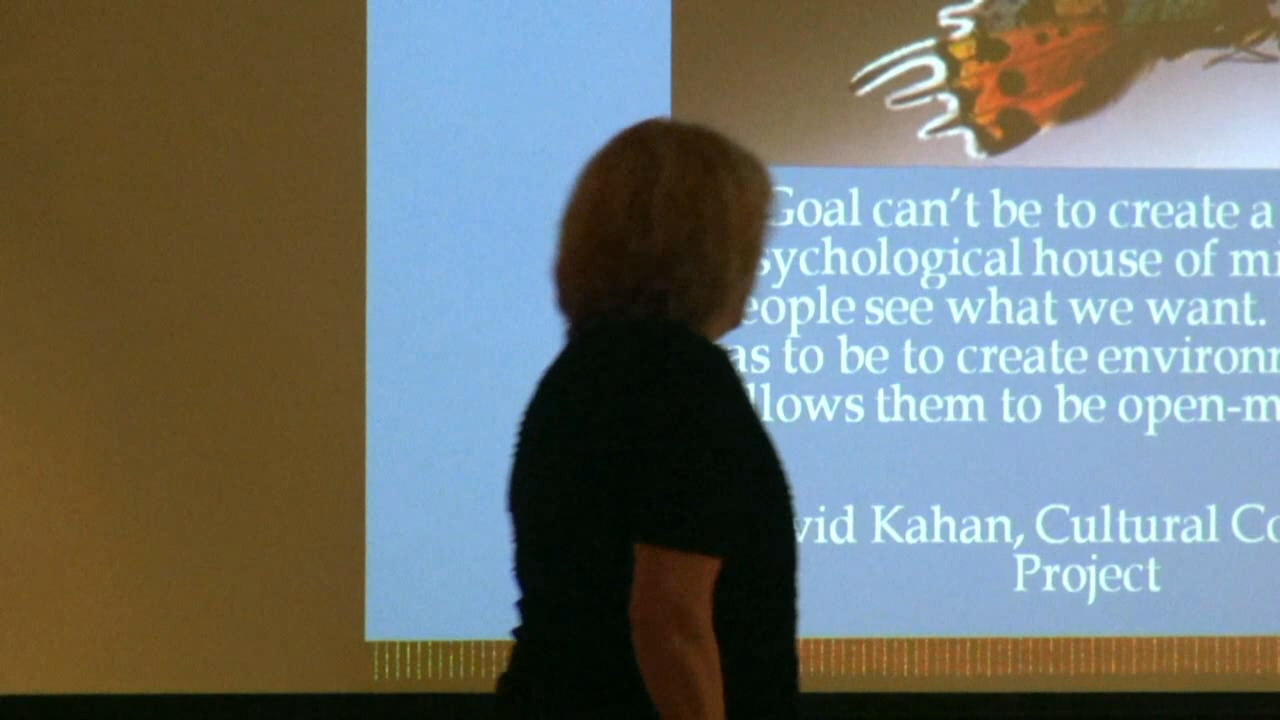 Goal can't be to create a
sychological house of mi
eople see what we want.
as to be to create environ
llows them to be open-m
vid Kahan, Cultural Co
Project